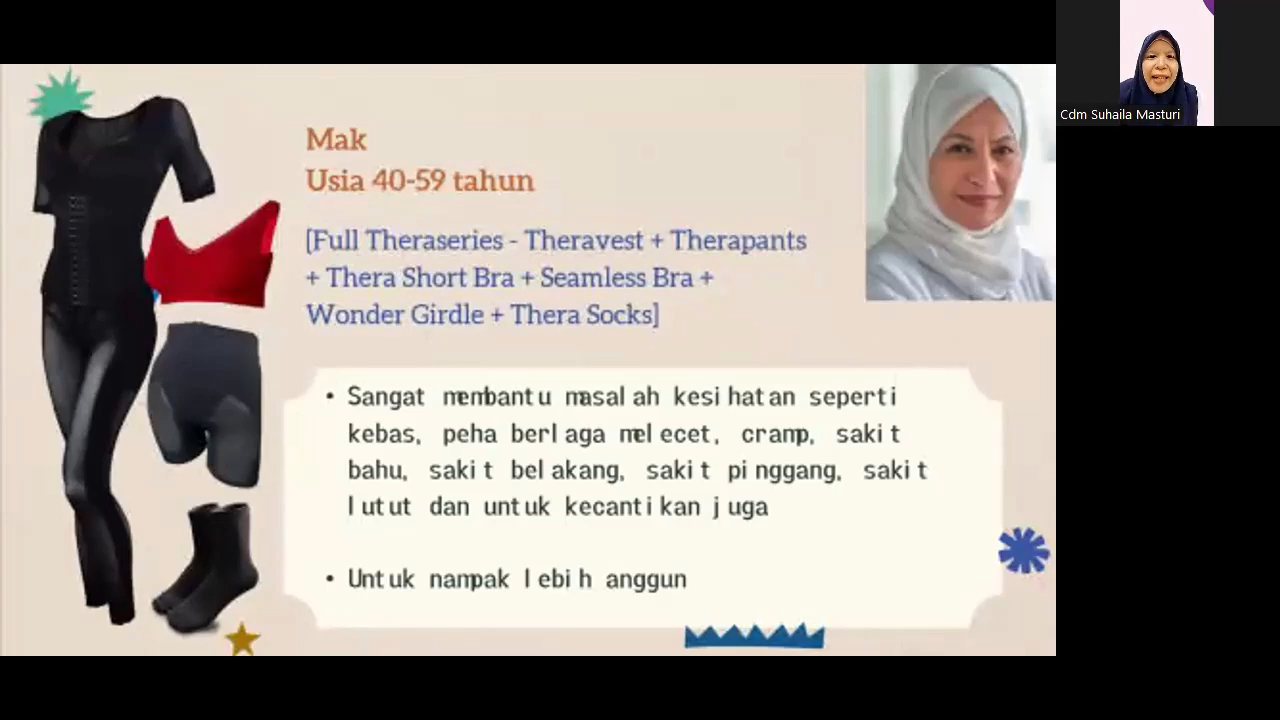 Mak
Usia 40-59 tahun
[Full Theraseries - Theravest + Therapants
+ Thera Short Bra + Seamless Bra +
Wonder Girdle + Thera Socks]
• Sangat membantu masalah kesihatan seperti
kebas, peha berlaga melecet, cramp, sakit
bahu, sakit belakang, sakit pinggang, sakit
lutut dan untuk kecantikan juga
• Untuk nampak lebih anggun
Cdm Suhaila Masturi